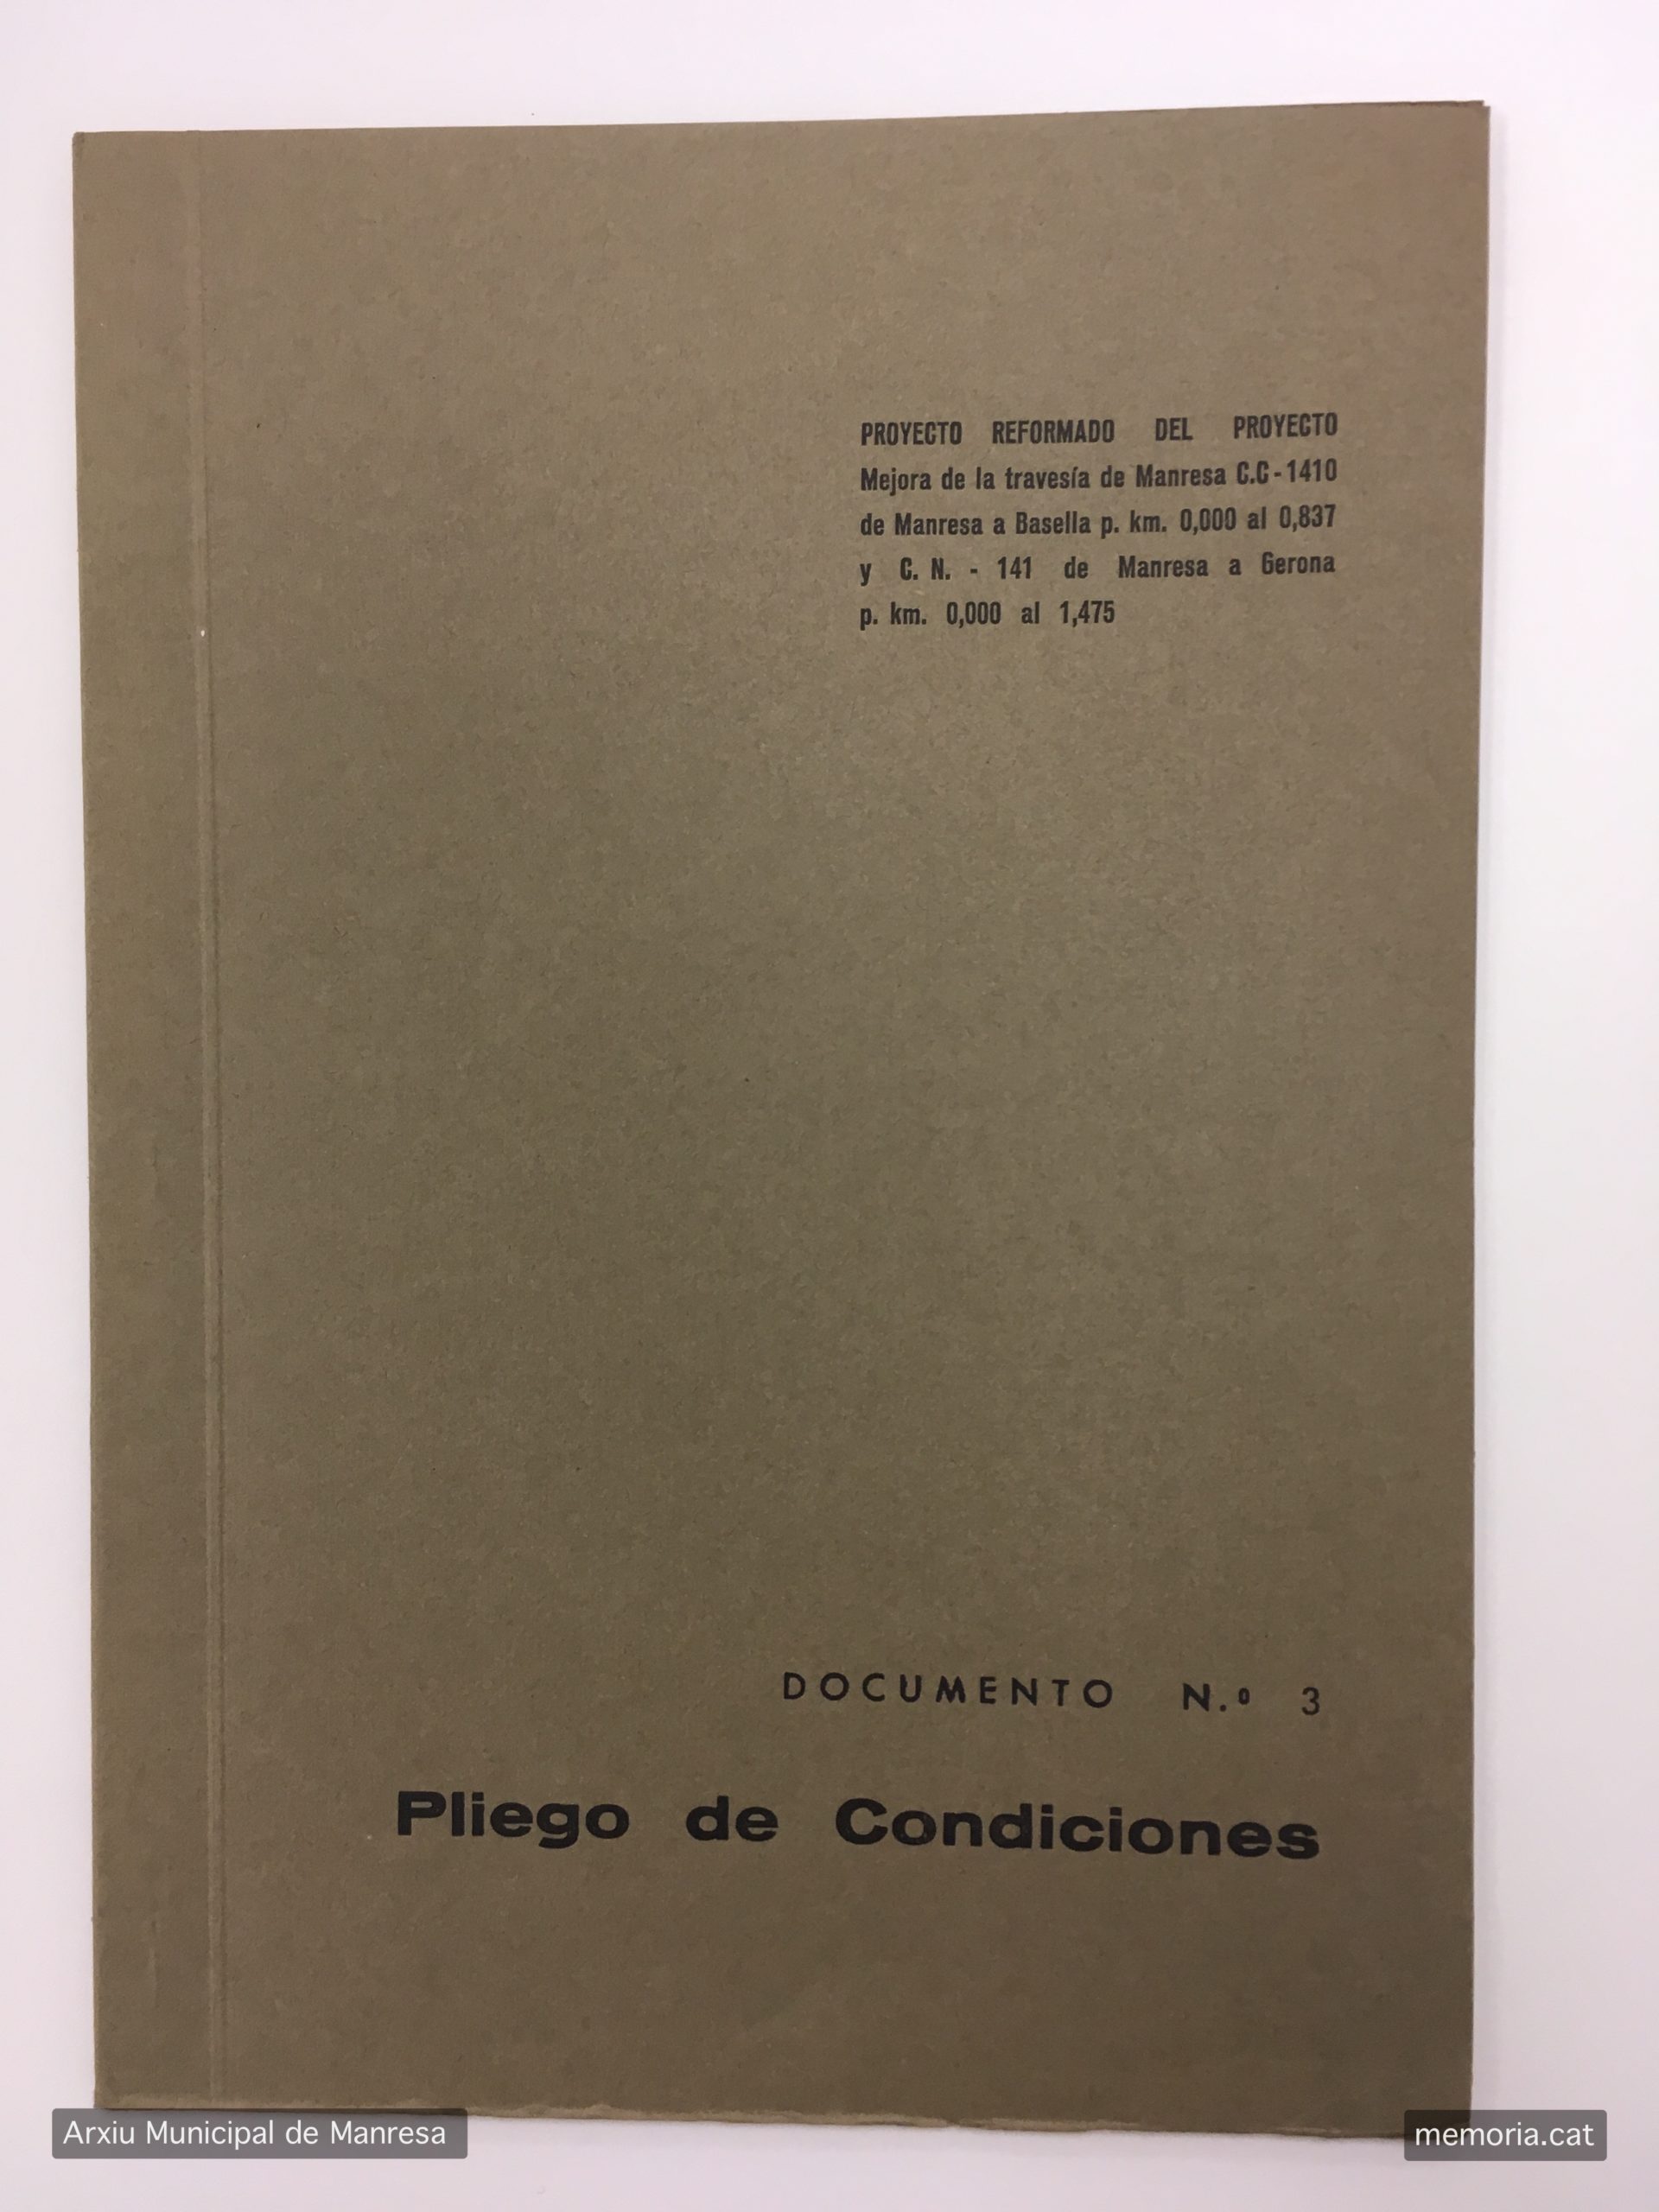 PROYECTO REFORMADO DEL PROYECTO
Mejora de la travesía de Manresa C.C-1410
de Manresa a Basella p. km. 0,000 al 0,837
y C. N. - 141 de Manresa a Gerona
p. km. 0,000 al 1,475
DOCUMENTO N.º 3
Pliego de Condiciones
Arxiu Municipal de Manresa
memoria.cat